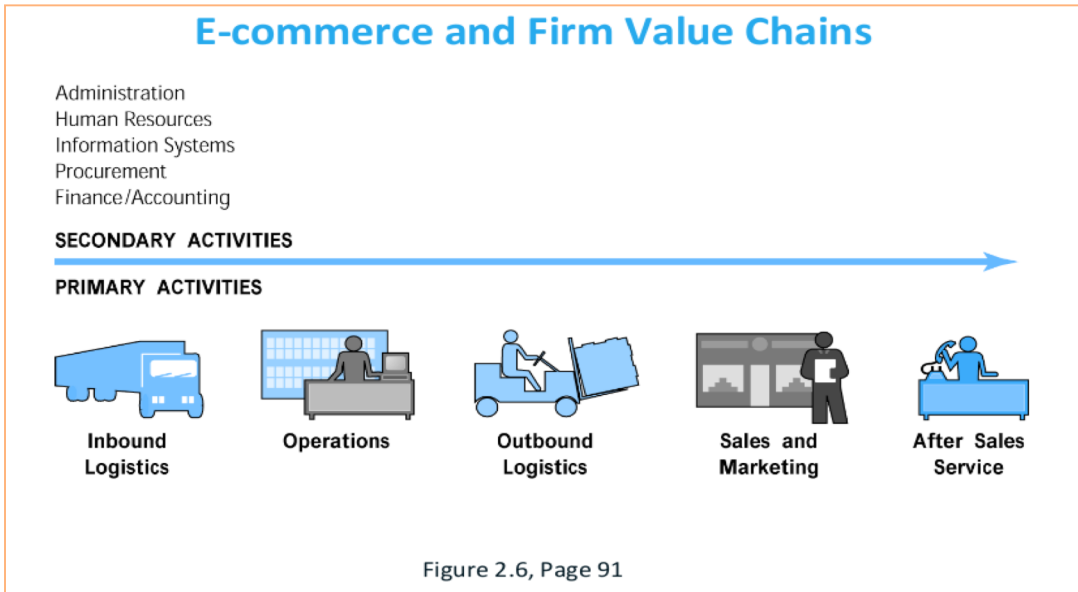 E-commerce and Firm Value Chains
Administration
Human Resources
Information Systems
Procurement
Finance/Accounting
SECONDARY ACTIVITIES
PRIMARY ACTIVITIES
Inbound
Logistics
Operations
Outbound
Logistics
Sales and
Marketing
After Sales
Service
Figure 2.6, Page 91